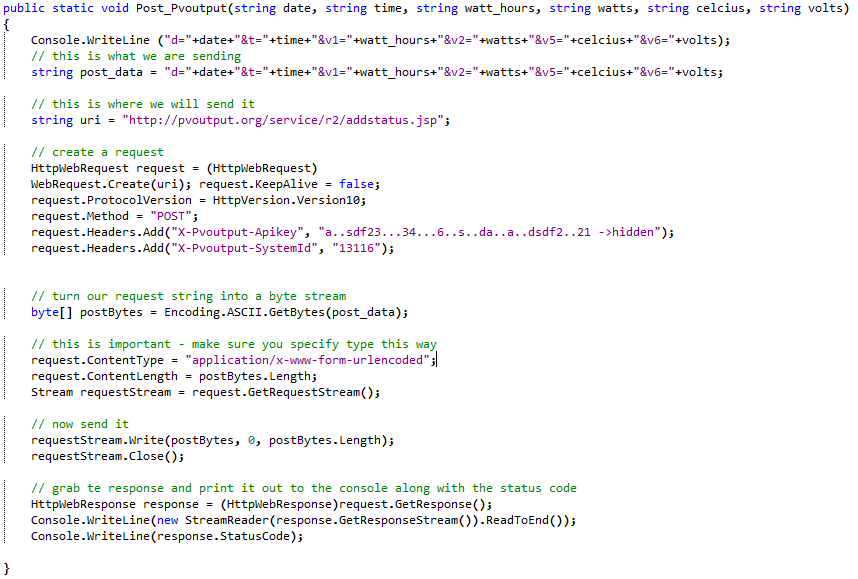 public static void Post_Pvoutput(string date, string time, string watt_hours, string watts, string celcius, string volts)
{
Console.WriteLine ("d="+date+"&t="+time+"&v1="+watt_hours+"&v2="+watts+"&v5="+celcius+"&v6="+volts);
// this is what we are sending
string post_data = "d="+date+"&t="+time+"&v1="+watt_hours+"&v2="+watts+"&v5="+celcius+"&v6="+volts;
// this is where we will send it
string uri = "http://pvoutput.org/service/r2/addstatus.jsp";
// create a request
HttpWebRequest request = (HttpWebRequest)
WebRequest.Create(uri); request.KeepAlive = false;
request.ProtocolVersion = HttpVersion.Version10;
request.Method = "POST";
request.Headers.Add("X-Pvoutput-Apikey", "a..sdf23...34...6..s..da..a..dsdf2..21 ->hidden");
request.Headers.Add("X-Pvoutput-SystemId", "13116");
// turn our request string into a byte stream
byte[] postBytes = Encoding.ASCII.GetBytes(post_data);
// this is important - make sure you specify type this way
request.ContentType = "application/x-www-form-urlencoded";
request.ContentLength = postBytes.Length;
Stream requestStream = request.GetRequestStream();
// now send it
requestStream.Write(postBytes, 0, postBytes.Length);
requestStream.Close();
// grab te response and print it out to the console along with the status code
HttpWebResponse response = (HttpWebResponse)request.GetResponse();
Console.WriteLine(new StreamReader(response.GetResponseStream()).ReadToEnd());
Console.WriteLine(response.StatusCode);
}